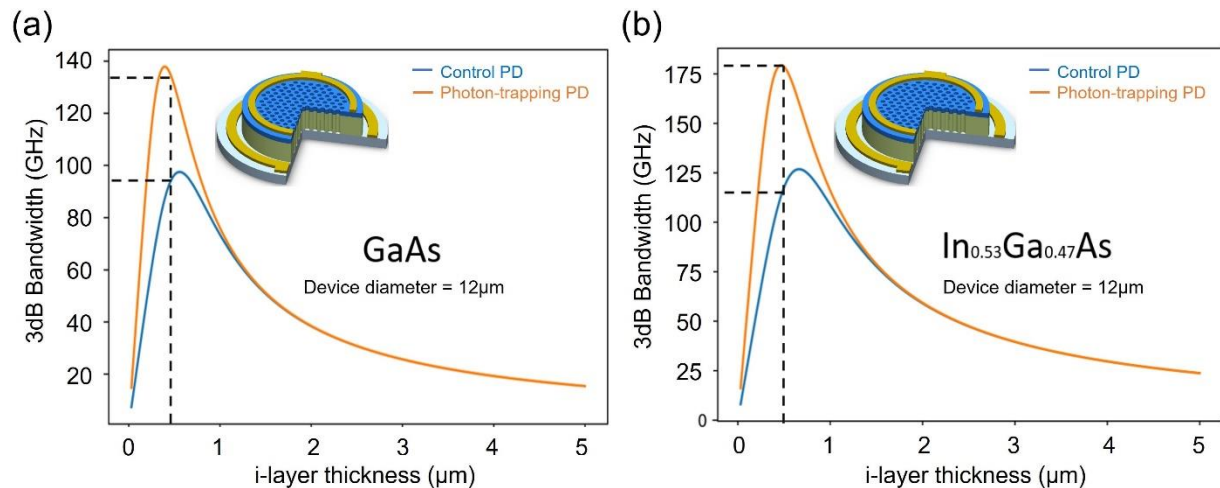 (a)
3dB Bandwidth (GHz)
140
120
100
80
60
40
20
0
1
2
3
4
5
i-layer thickness (μm)
Control PD
Photon-trapping PD
GaAs
Device diameter = 12μm
(b)
3dB Bandwidth (GHz)
175
150
125
100
75
50
25
0
0
1
2
3
4
5
i-layer thickness (μm)
Control PD
Photon-trapping PD
In0.53Ga0.47As
Device diameter = 12μm